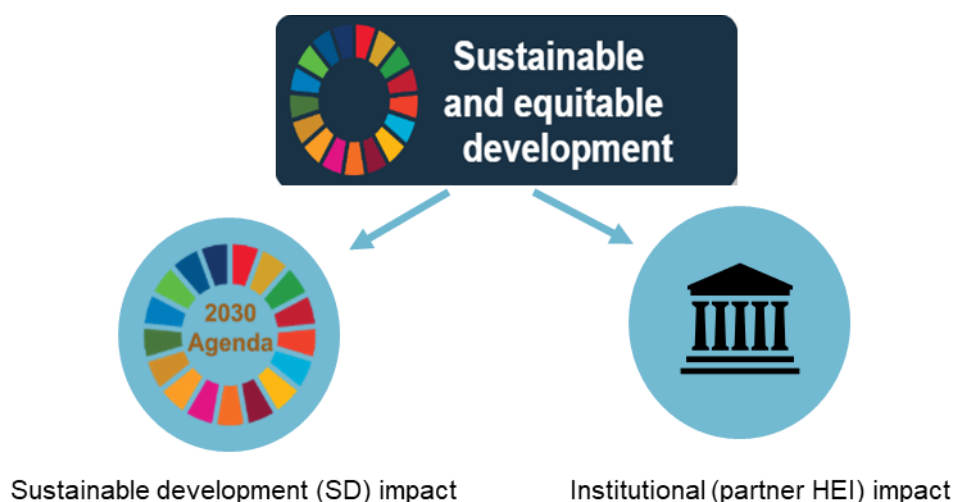 Sustainable
and equitable
development
2030
Agenda
Sustainable development (SD) impact
Institutional (partner HEI) impact